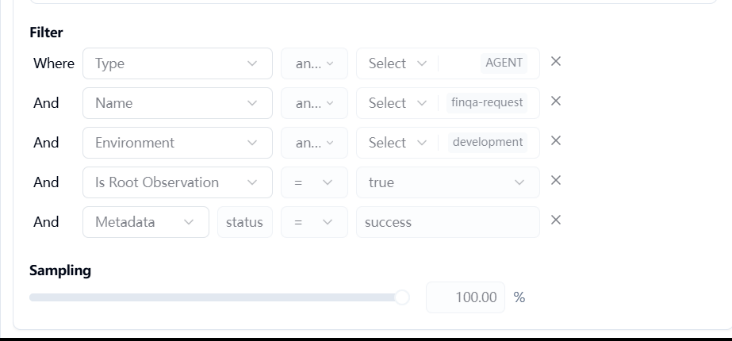 Filter
Where Type an... Select AGENT
And Name an... Select finqa-request
And Environment an... Select development
And Is Root Observation = true
And Metadata status = success
Sampling
100.00 %